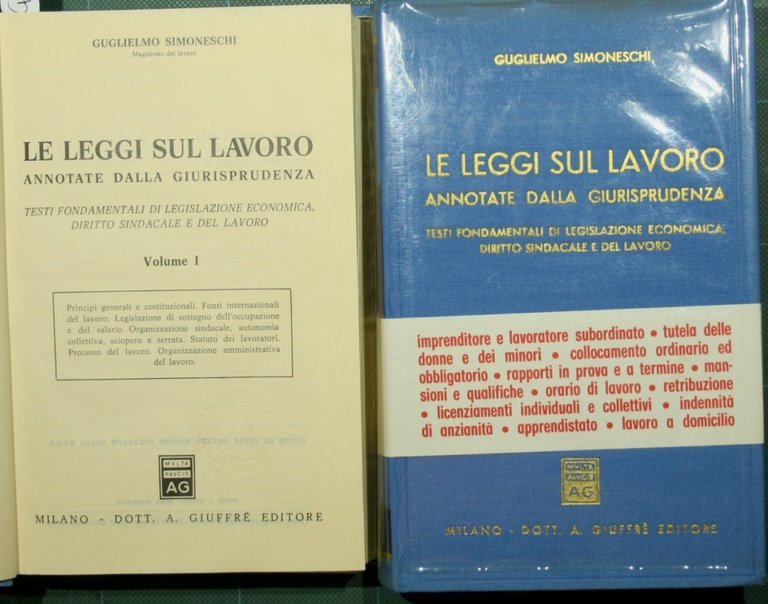 GUGLIELMO SIMONESCHI
Magistrato del lavoro
LE LEGGI SUL LAVORO
ANNOTATE DALLA GIURISPRUDENZA
TESTI FONDAMENTALI DI LEGISLAZIONE ECONOMICA,
DIRITTO SINDACALE E DEL LAVORO
Volume I
Principi generali e costituzionali. Fonti internazionali
del lavoro. Legislazione di sostegno dell'occupazione
e del salario. Organizzazione sindacale, autonomia
collettiva, sciopero e serrata. Statuto dei lavoratori.
Processo del lavoro. Organizzazione amministrativa
del lavoro.
MVLTA
PAVCIS
AG
MILANO - DOTT. A. GIUFFRÈ EDITORE
GUGLIELMO SIMONESCHI
LE LEGGI SUL LAVORO
ANNOTATE DALLA GIURISPRUDENZA
TESTI FONDAMENTALI DI LEGISLAZIONE ECONOMICA,
DIRITTO SINDACALE E DEL LAVORO
imprenditore e lavoratore subordinato • tutela delle
donne e dei minori • collocamento ordinario ed
obbligatorio • rapporti in prova e a termine • man-
sioni e qualifiche • orario di lavoro • retribuzione
• licenziamenti individuali e collettivi • indennità
di anzianità • apprendistato • lavoro a domicilio
MVLTA
PAVCIS
AG
MILANO - DOTT. A. GIUFFRÈ EDITORE